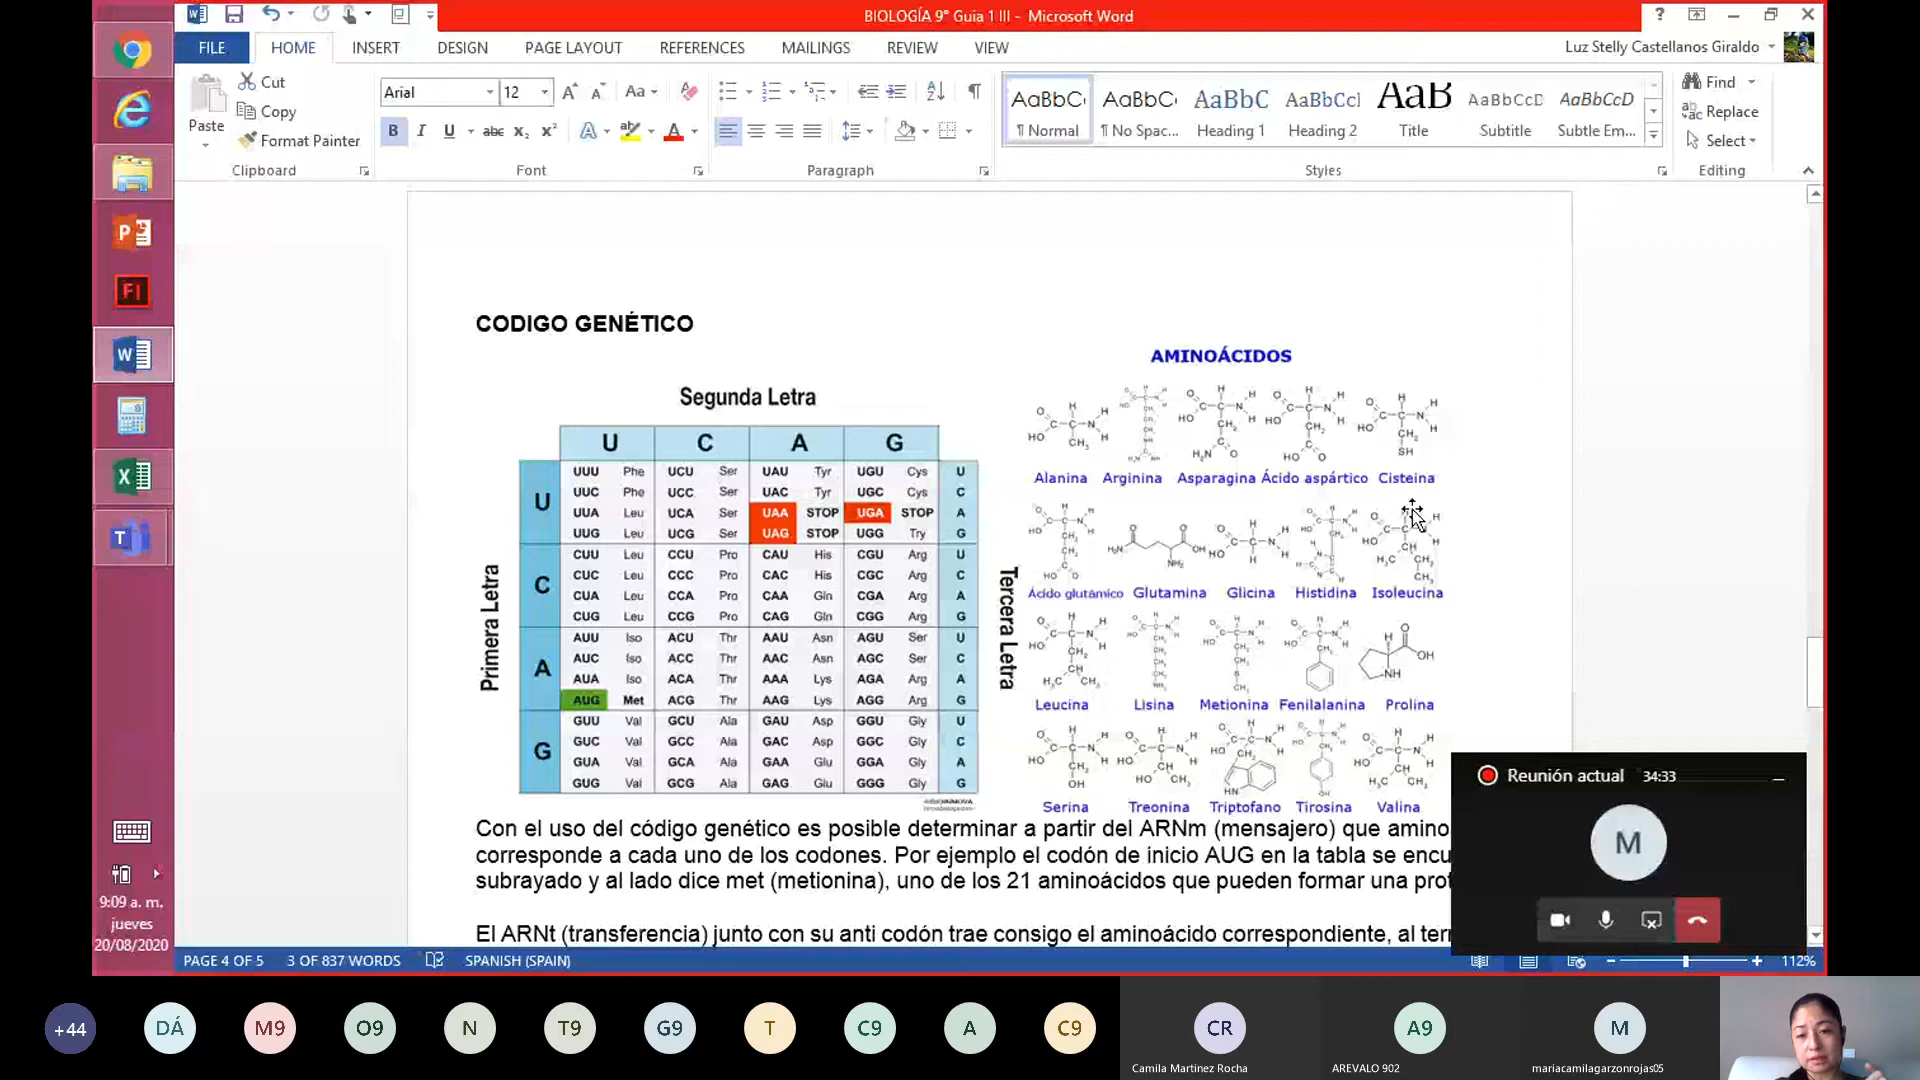 BIOLOGÍA 9° Guia 1 III - Microsoft Word
FILE HOME INSERT DESIGN PAGE LAYOUT REFERENCES MAILINGS REVIEW VIEW
Luz Stelly Castellanos Giraldo
Paste
Cut
Copy
Format Painter
Clipboard
Arial 12
Font
Paragraph
AaBbCc AaBbCc AaBbC AaBbCcl AaB AaBbCcD AaBbCcD
¶ Normal ¶ No Spac... Heading 1 Heading 2 Title Subtitle Subtle Em...
Styles
Find
Replace
Select
Editing
CODIGO GENÉTICO
Segunda Letra
U C A G
Primera Letra
Tercera Letra
U
UUU Phe UCU Ser UAU Tyr UGU Cys U
UUC Phe UCC Ser UAC Tyr UGC Cys C
UUA Leu UCA Ser UAA STOP UGA STOP A
UUG Leu UCG Ser UAG STOP UGG Try G
C
CUU Leu CCU Pro CAU His CGU Arg U
CUC Leu CCC Pro CAC His CGC Arg C
CUA Leu CCA Pro CAA Gln CGA Arg A
CUG Leu CCG Pro CAG Gln CGG Arg G
A
AUU Iso ACU Thr AAU Asn AGU Ser U
AUC Iso ACC Thr AAC Asn AGC Ser C
AUA Iso ACA Thr AAA Lys AGA Arg A
AUG Met ACG Thr AAG Lys AGG Arg G
G
GUU Val GCU Ala GAU Asp GGU Gly U
GUC Val GCC Ala GAC Asp GGC Gly C
GUA Val GCA Ala GAA Glu GGA Gly A
GUG Val GCG Ala GAG Glu GGG Gly G
AMINOÁCIDOS
Alanina Arginina Asparagina Ácido aspártico Cisteina
Ácido glutámico Glutamina Glicina Histidina Isoleucina
Leucina Lisina Metionina Fenilalanina Prolina
Serina Treonina Triptofano Tirosina Valina
Con el uso del código genético es posible determinar a partir del ARNm (mensajero) que amino
corresponde a cada uno de los codones. Por ejemplo el codón de inicio AUG en la tabla se encu
subrayado y al lado dice met (metionina), uno de los 21 aminoácidos que pueden formar una prot
El ARNt (transferencia) junto con su anti codón trae consigo el aminoácido correspondiente, al ter
Reunión actual 34:33
M
9:09 a. m.
jueves
20/08/2020
PAGE 4 OF 5 3 OF 837 WORDS SPANISH (SPAIN) 112%
+44 DÁ M9 O9 N T9 G9 T C9 A C9 CR A9 M
Camila Martinez Rocha AREVALO 902 mariacamilagarzonrojas05